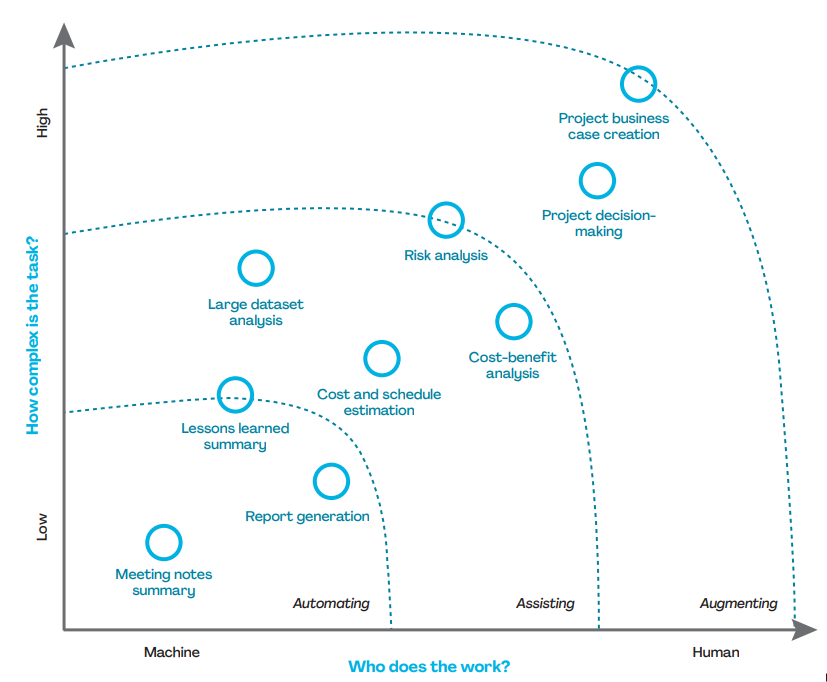 High
How complex is the task?
Low
Project business
case creation
Project decision-
making
Risk analysis
Large dataset
analysis
Cost-benefit
analysis
Cost and schedule
estimation
Lessons learned
summary
Report generation
Meeting notes
summary
Automating
Assisting
Augmenting
Machine
Human
Who does the work?